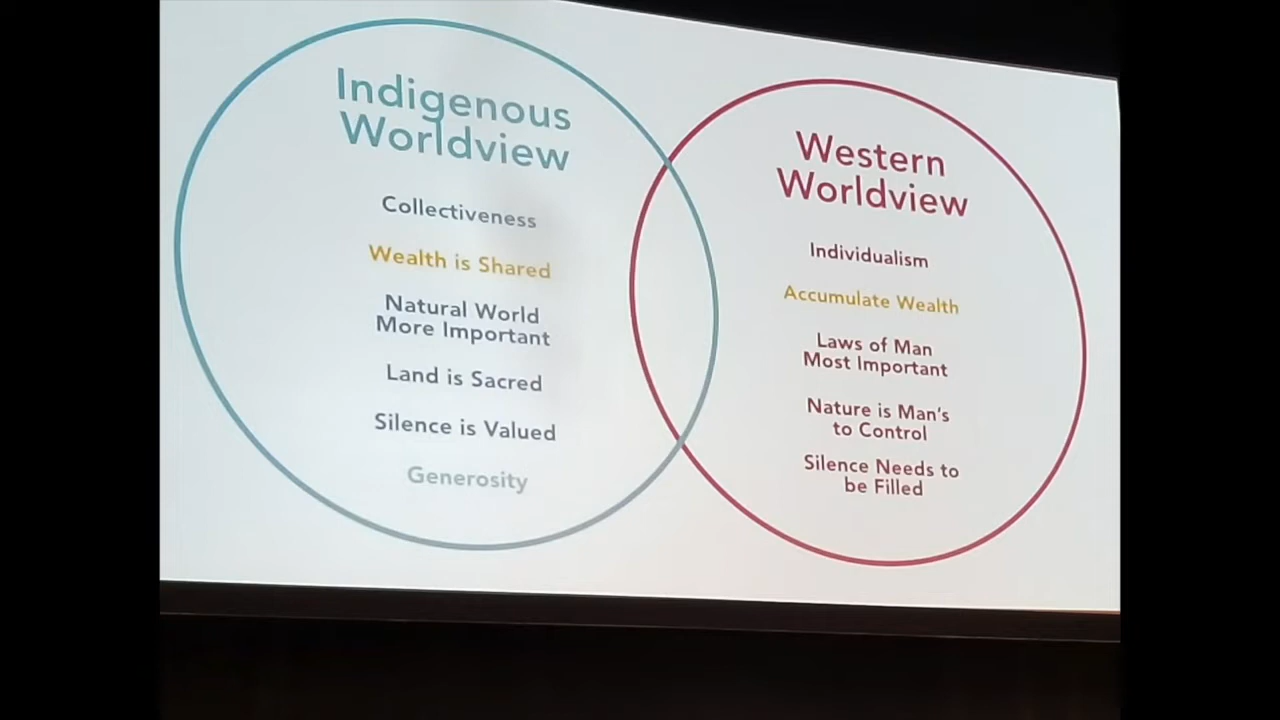 Indigenous
Worldview
Collectiveness
Wealth is Shared
Natural World
More Important
Land is Sacred
Silence is Valued
Generosity
Western
Worldview
Individualism
Accumulate Wealth
Laws of Man
Most Important
Nature is Man's
to Control
Silence Needs to
be Filled